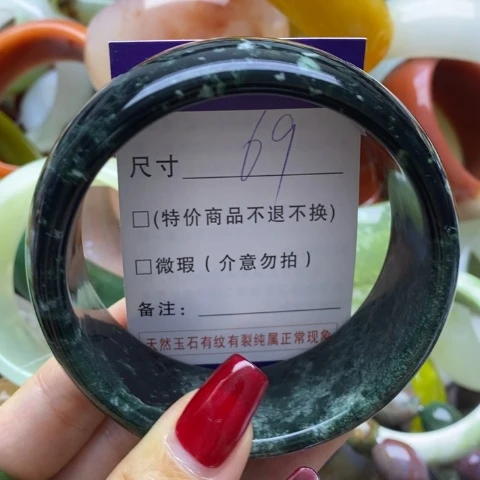 尺寸 69
□(特价商品不退不换)
□微瑕（介意勿拍）
备注：
天然玉石有纹有裂纯属正常现象